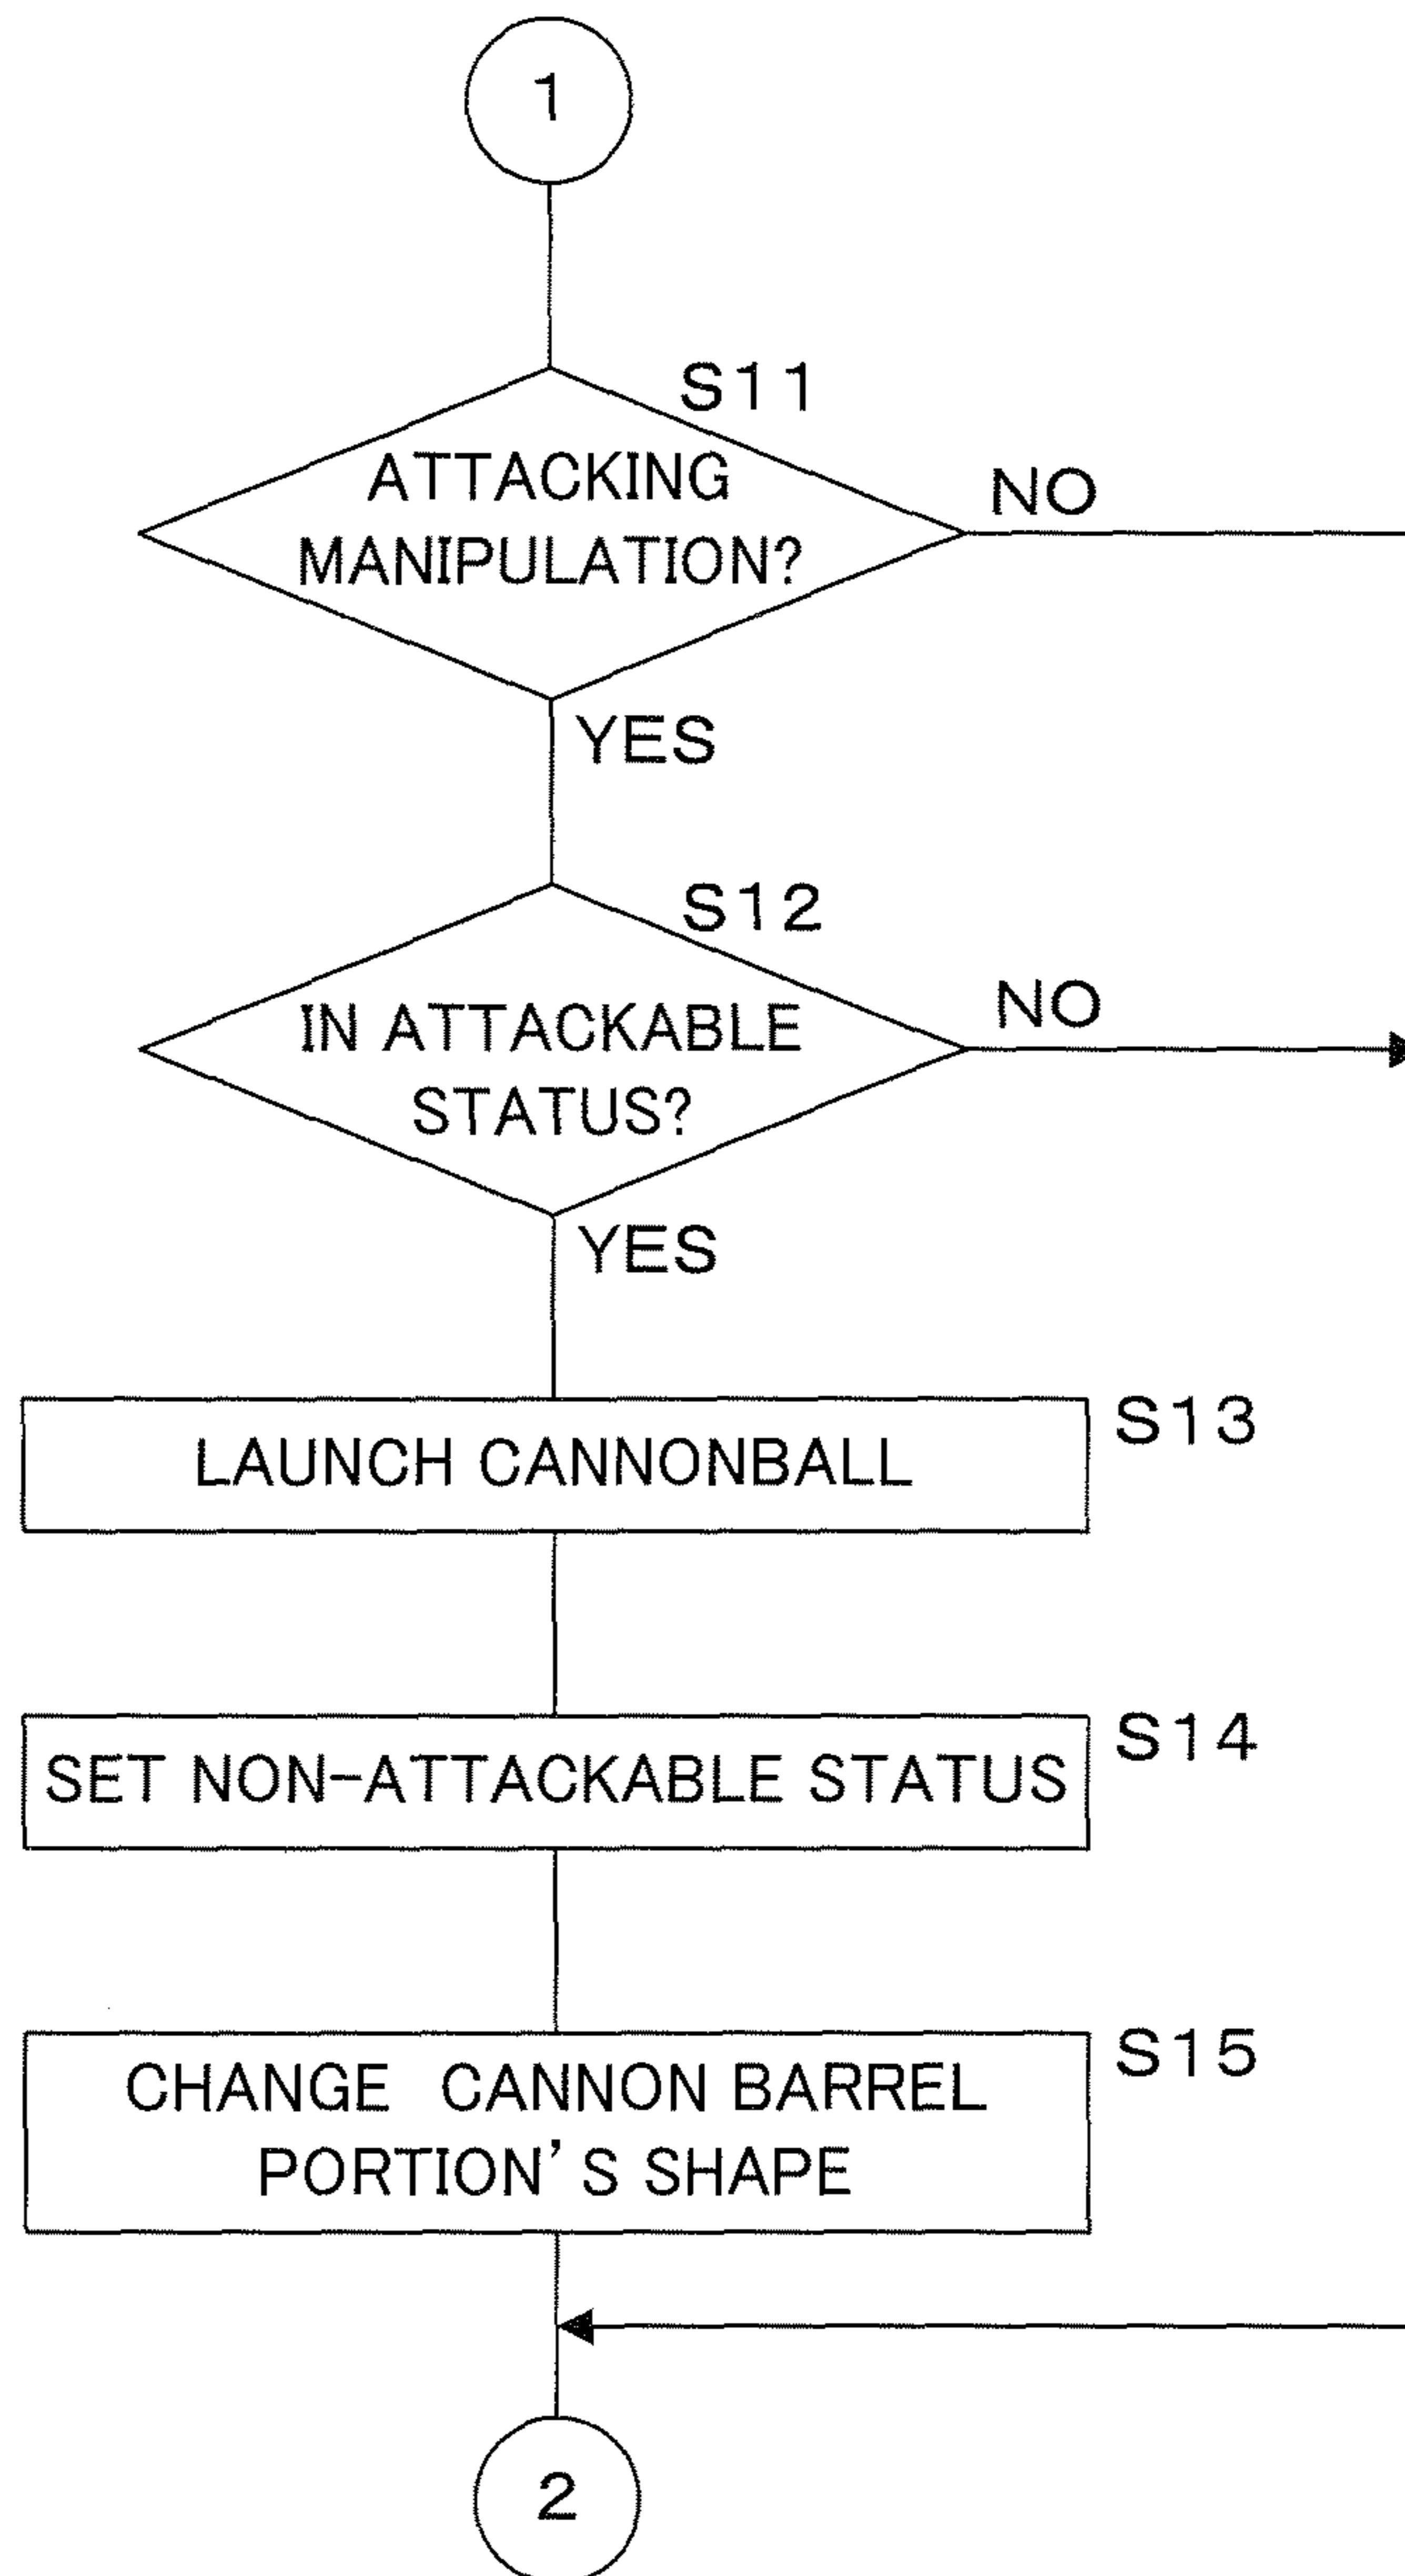 1
S11
ATTACKING
MANIPULATION?
NO
YES
S12
IN ATTACKABLE
STATUS?
NO
YES
LAUNCH CANNONBALL
S13
SET NON-ATTACKABLE STATUS
S14
CHANGE CANNON BARREL
PORTION'S SHAPE
S15
2